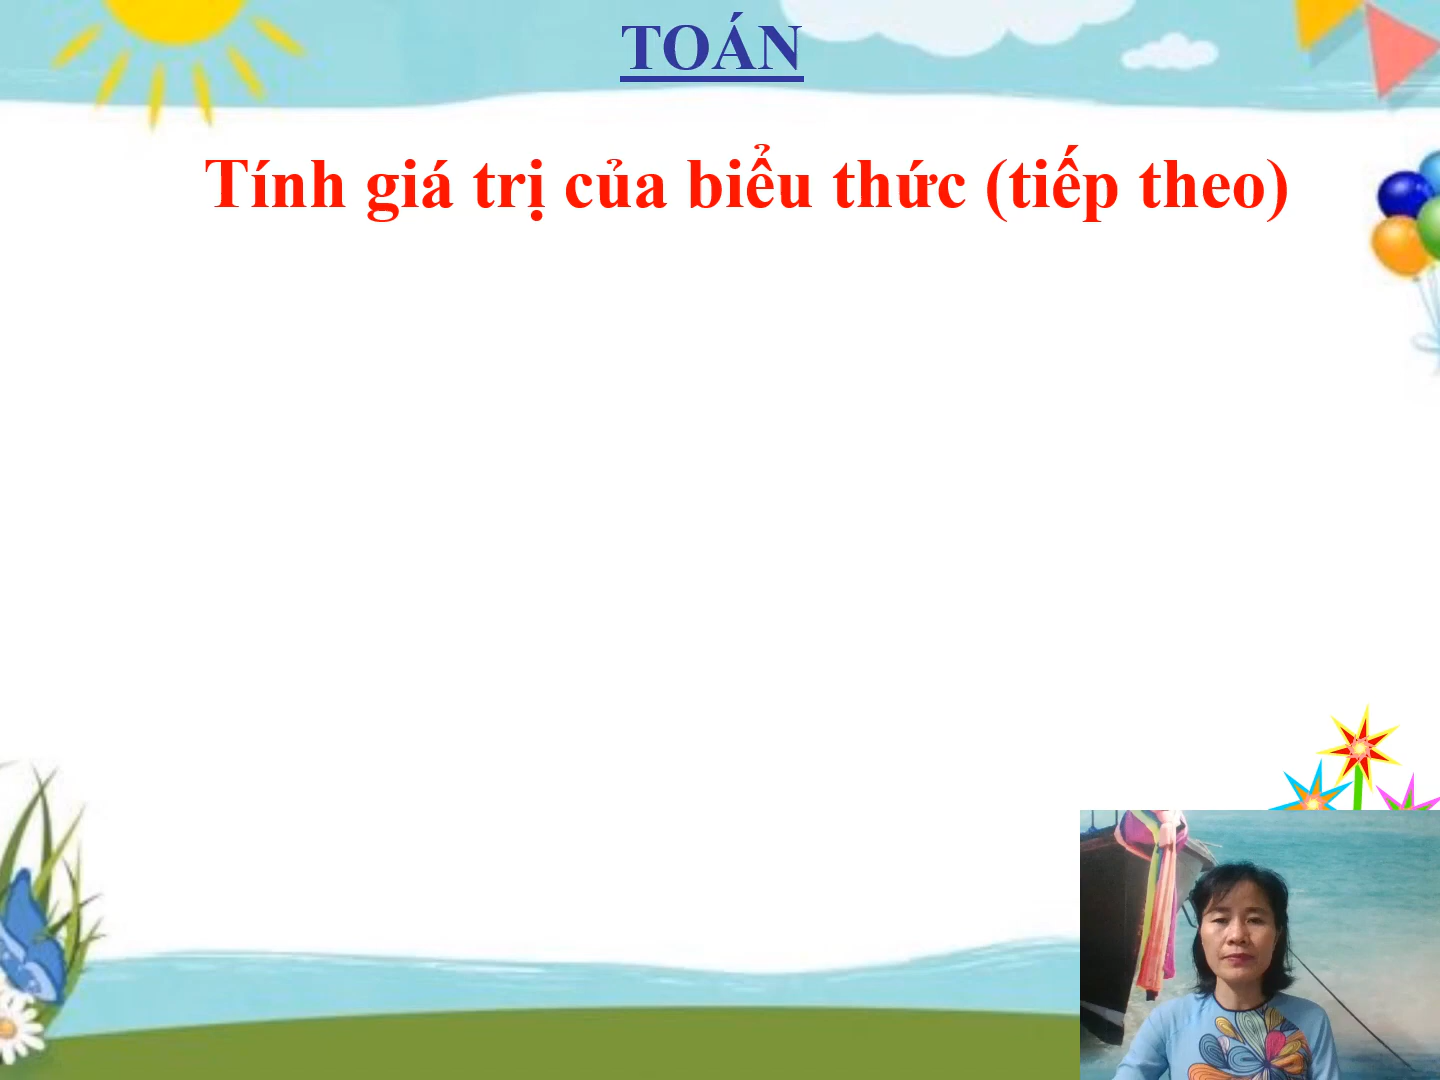 TOÁN
Tính giá trị của biểu thức (tiếp theo)